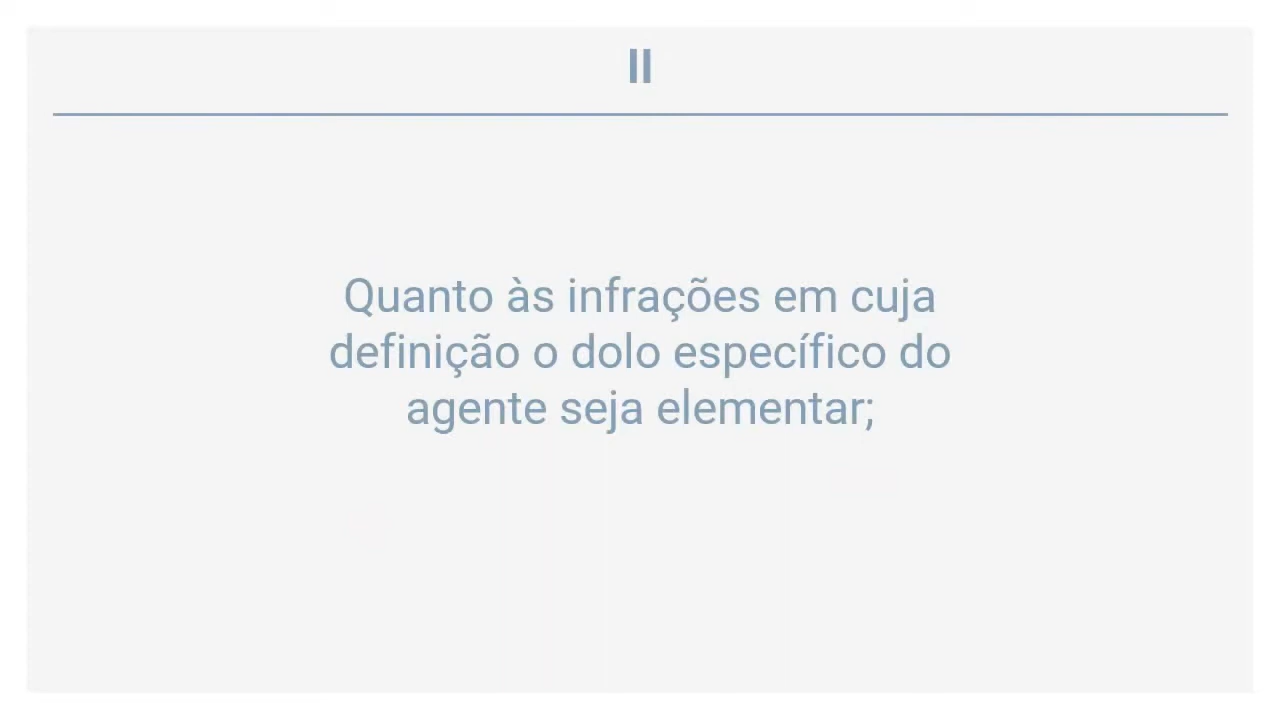 II
Quanto às infrações em cuja
definição o dolo específico do
agente seja elementar;